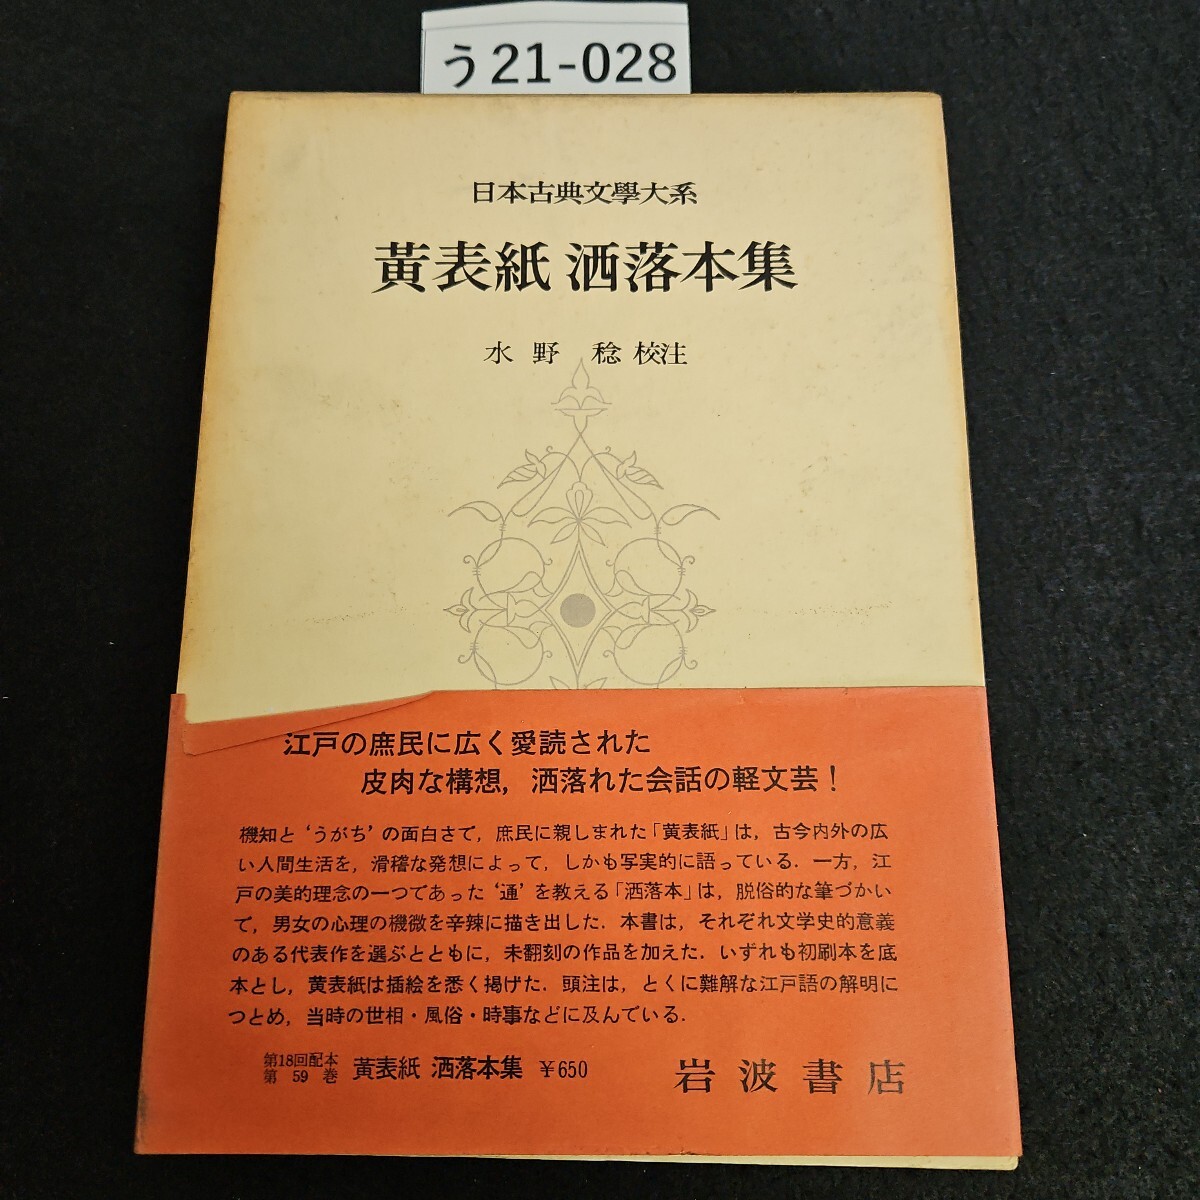 う21-028
日本古典文學大系
黃表紙 洒落本集
水野 稔 校注
江戸の庶民に広く愛読された
皮肉な構想，洒落れた会話の軽文芸！
機知と‘うがち’の面白さで，庶民に親しまれた「黄表紙」は，古今内外の広
い人間生活を，滑稽な発想によって，しかも写実的に語っている．一方，江
戸の美的理念の一つであった‘通’を教える「洒落本」は，脱俗的な筆づかい
で，男女の心理の機微を辛辣に描き出した．本書は，それぞれ文学史的意義
のある代表作を選ぶとともに，未翻刻の作品を加えた．いずれも初刷本を底
本とし，黄表紙は插絵を悉く掲げた．頭注は，とくに難解な江戸語の解明に
つとめ，当時の世相・風俗・時事などに及んでいる．
第18回配本
第 59 巻
黃表紙 洒落本集 ￥650
岩波書店